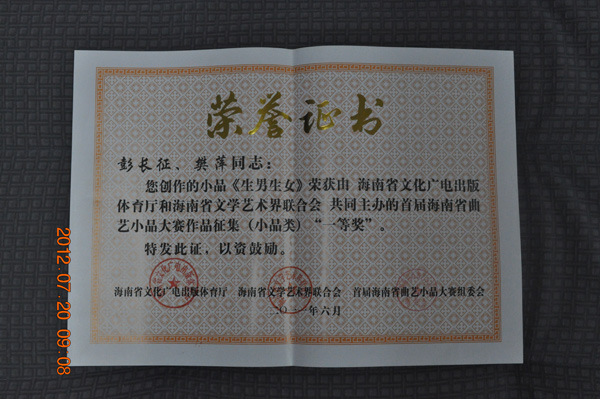 荣誉证书
彭长征、樊萍同志：
您创作的小品《生男生女》荣获由 海南省文化广电出版
体育厅和海南省文学艺术界联合会 共同主办的首届海南省曲
艺小品大赛作品征集（小品类）“一等奖”。
特发此证，以资鼓励。
海南省文化广电出版体育厅 海南省文学艺术界联合会 首届海南省曲艺小品大赛组委会
年六月
2012.07.20 09:08